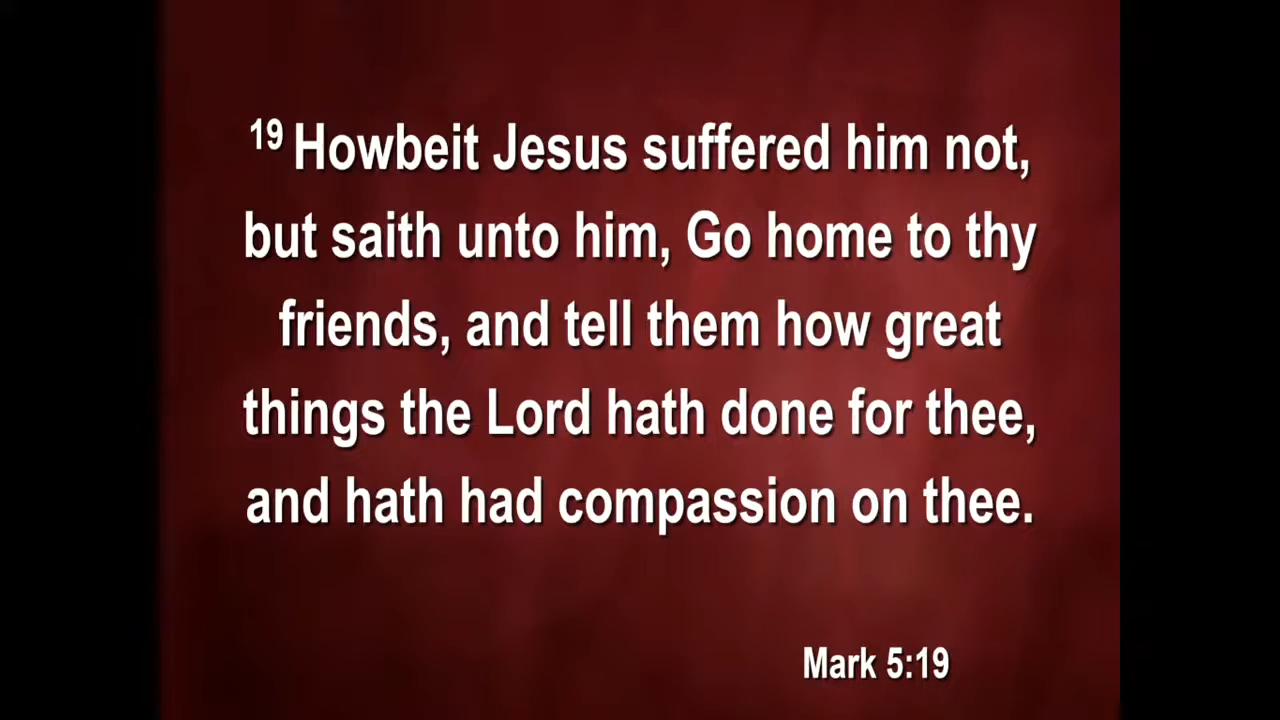 19 Howbeit Jesus suffered him not,
but saith unto him, Go home to thy
friends, and tell them how great
things the Lord hath done for thee,
and hath had compassion on thee.
Mark 5:19